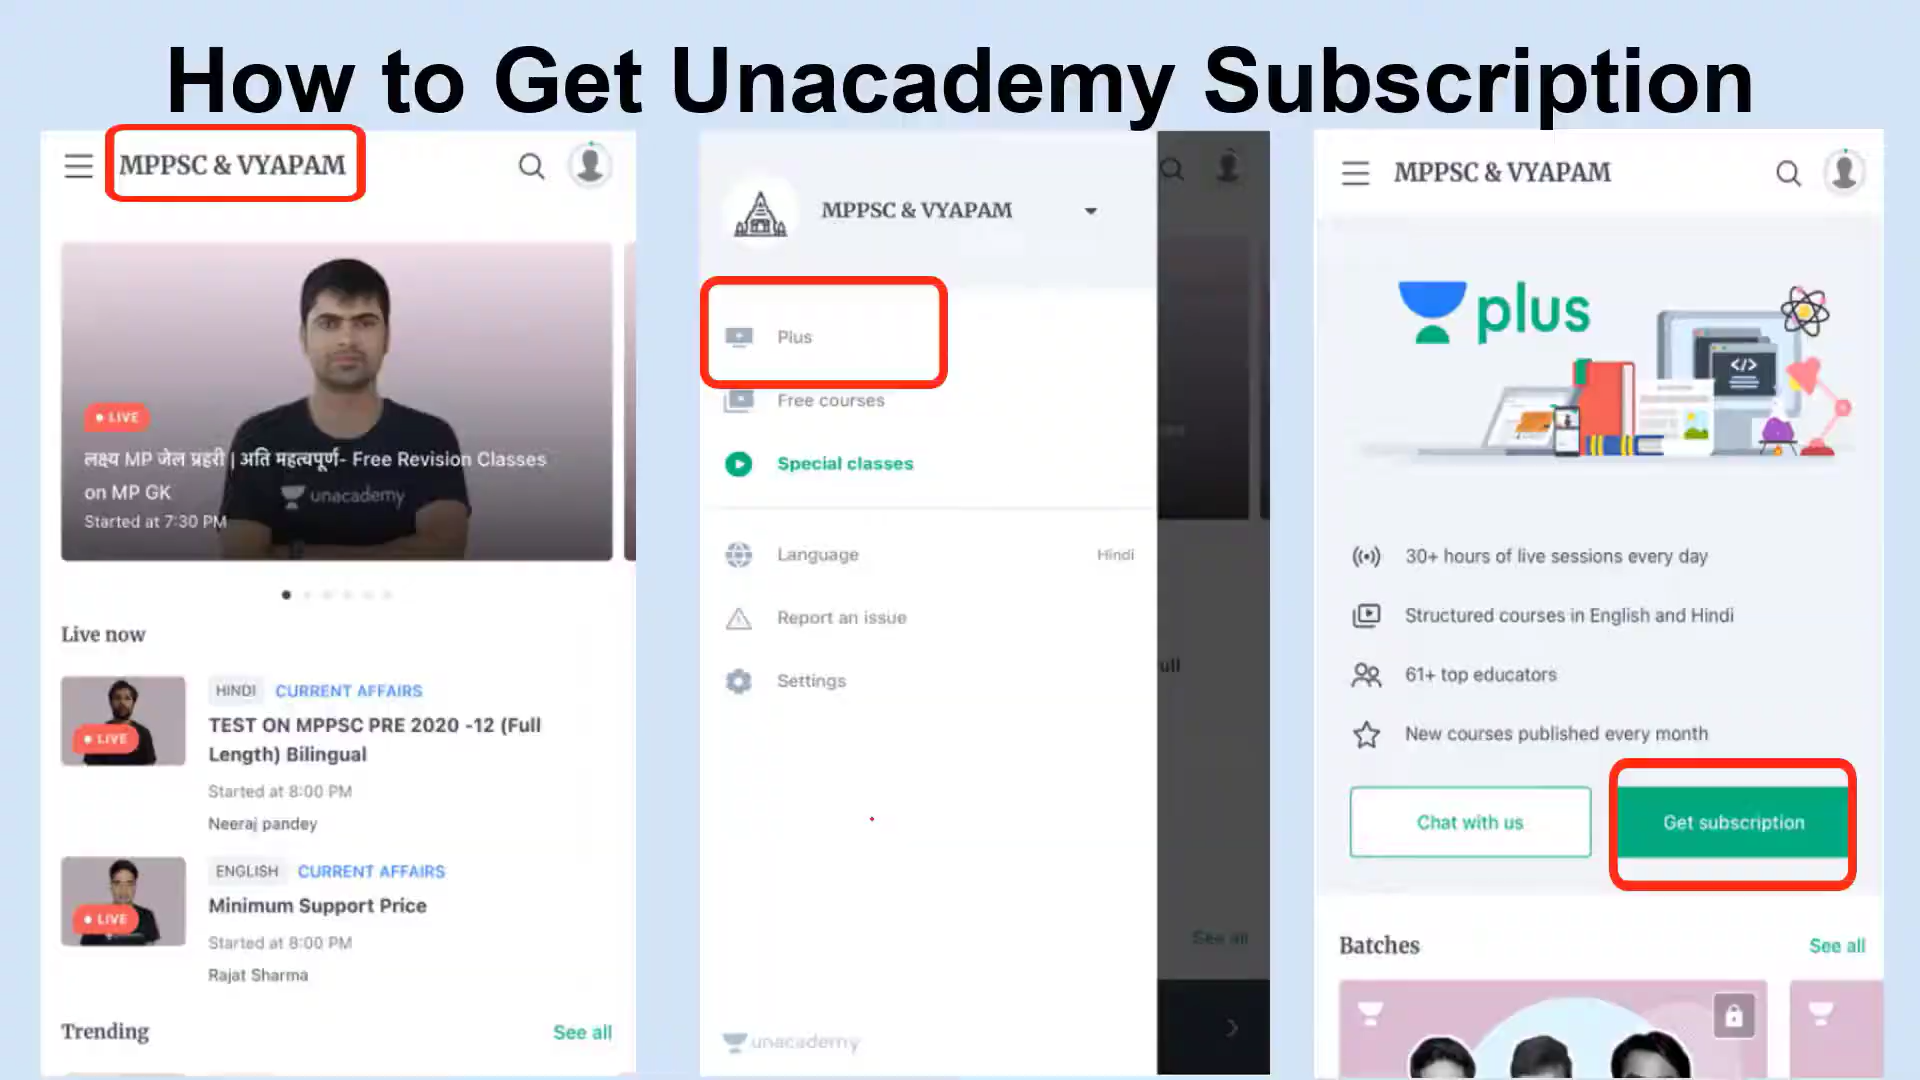 How to Get Unacademy Subscription
MPPSC & VYAPAM
LIVE
लक्ष्य MP जेल प्रहरी | अति महत्वपूर्ण- Free Revision Classes
on MP GK
unacademy
Started at 7:30 PM
Live now
HINDI CURRENT AFFAIRS
TEST ON MPPSC PRE 2020 -12 (Full
Length) Bilingual
LIVE
Started at 8:00 PM
Neeraj pandey
ENGLISH CURRENT AFFAIRS
Minimum Support Price
LIVE
Started at 8:00 PM
Rajat Sharma
Trending See all
MPPSC & VYAPAM
Plus
Free courses
Special classes
Language Hindi
Report an issue
Settings
ull
See all
unacademy
MPPSC & VYAPAM
plus
</>
30+ hours of live sessions every day
Structured courses in English and Hindi
61+ top educators
New courses published every month
Chat with us Get subscription
Batches See all